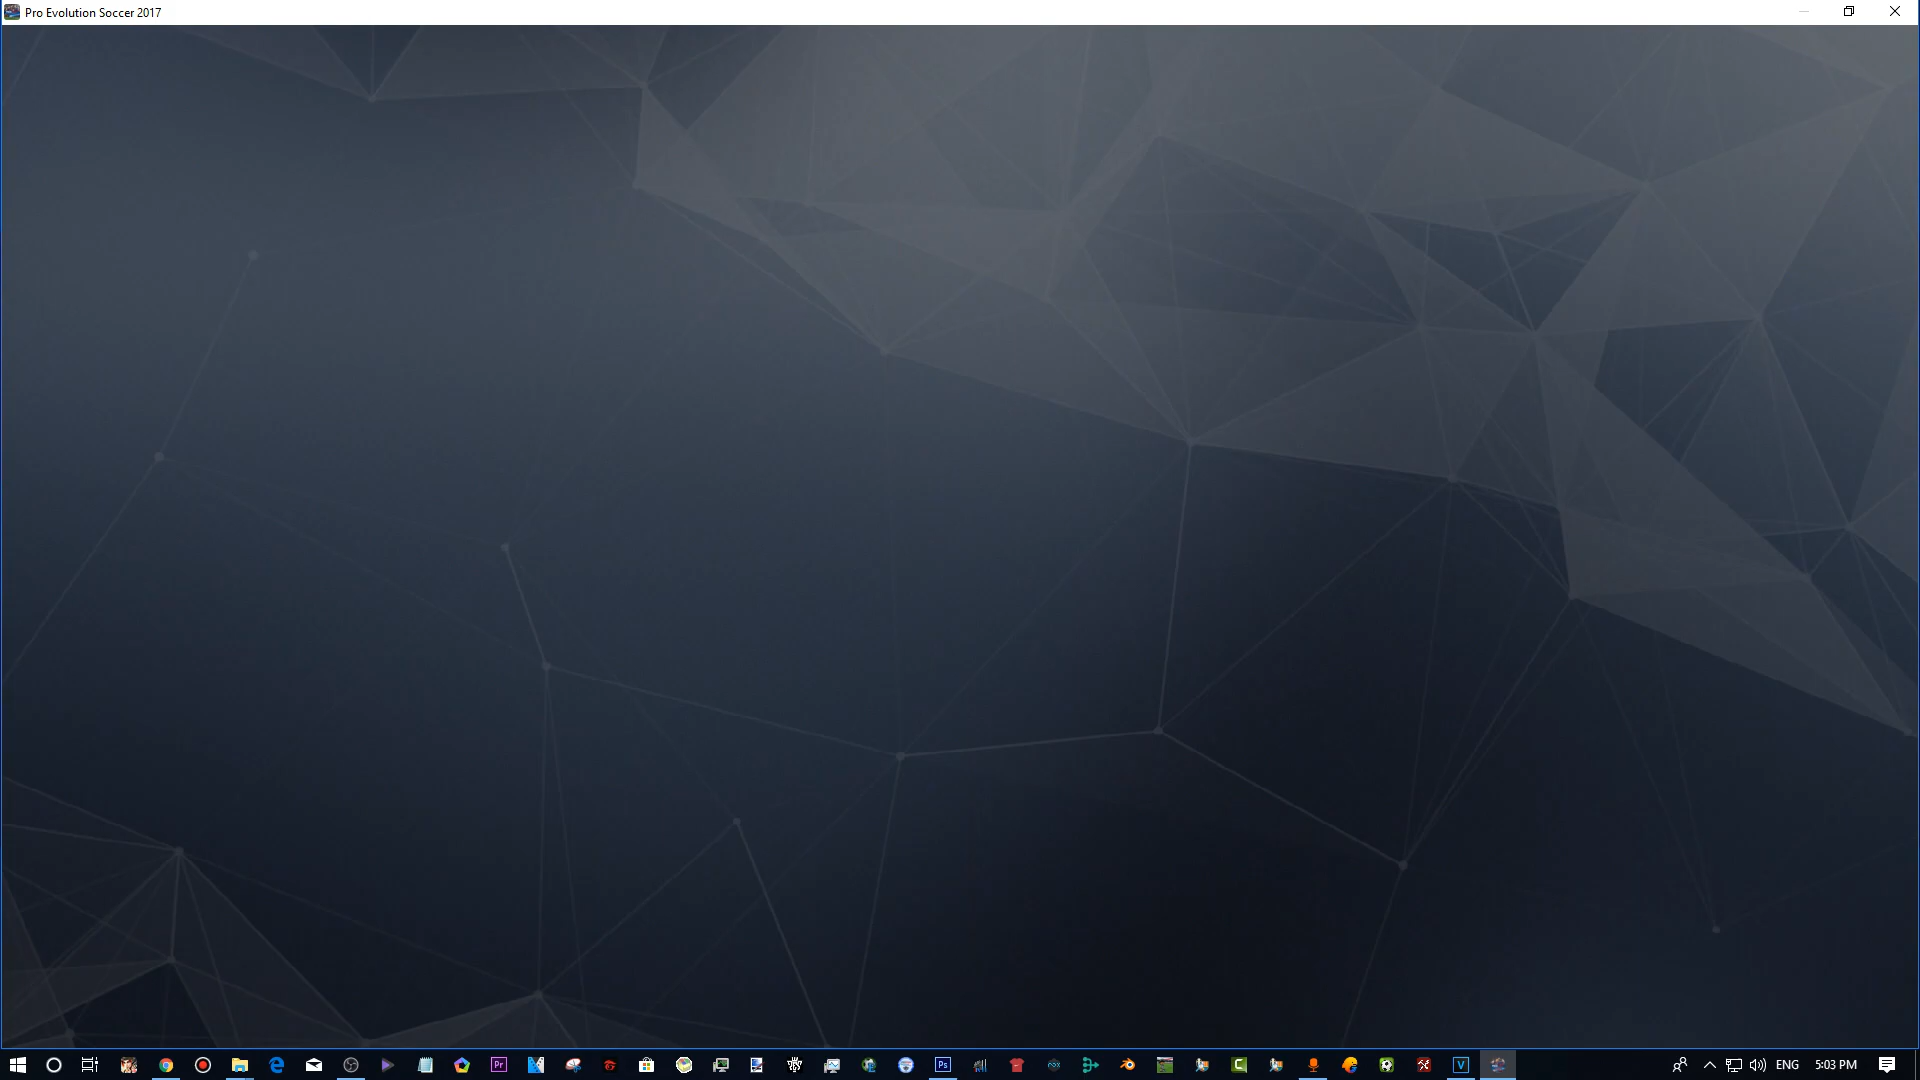 Pro Evolution Soccer 2017
Pr
Ps
V
ENG
5:03 PM